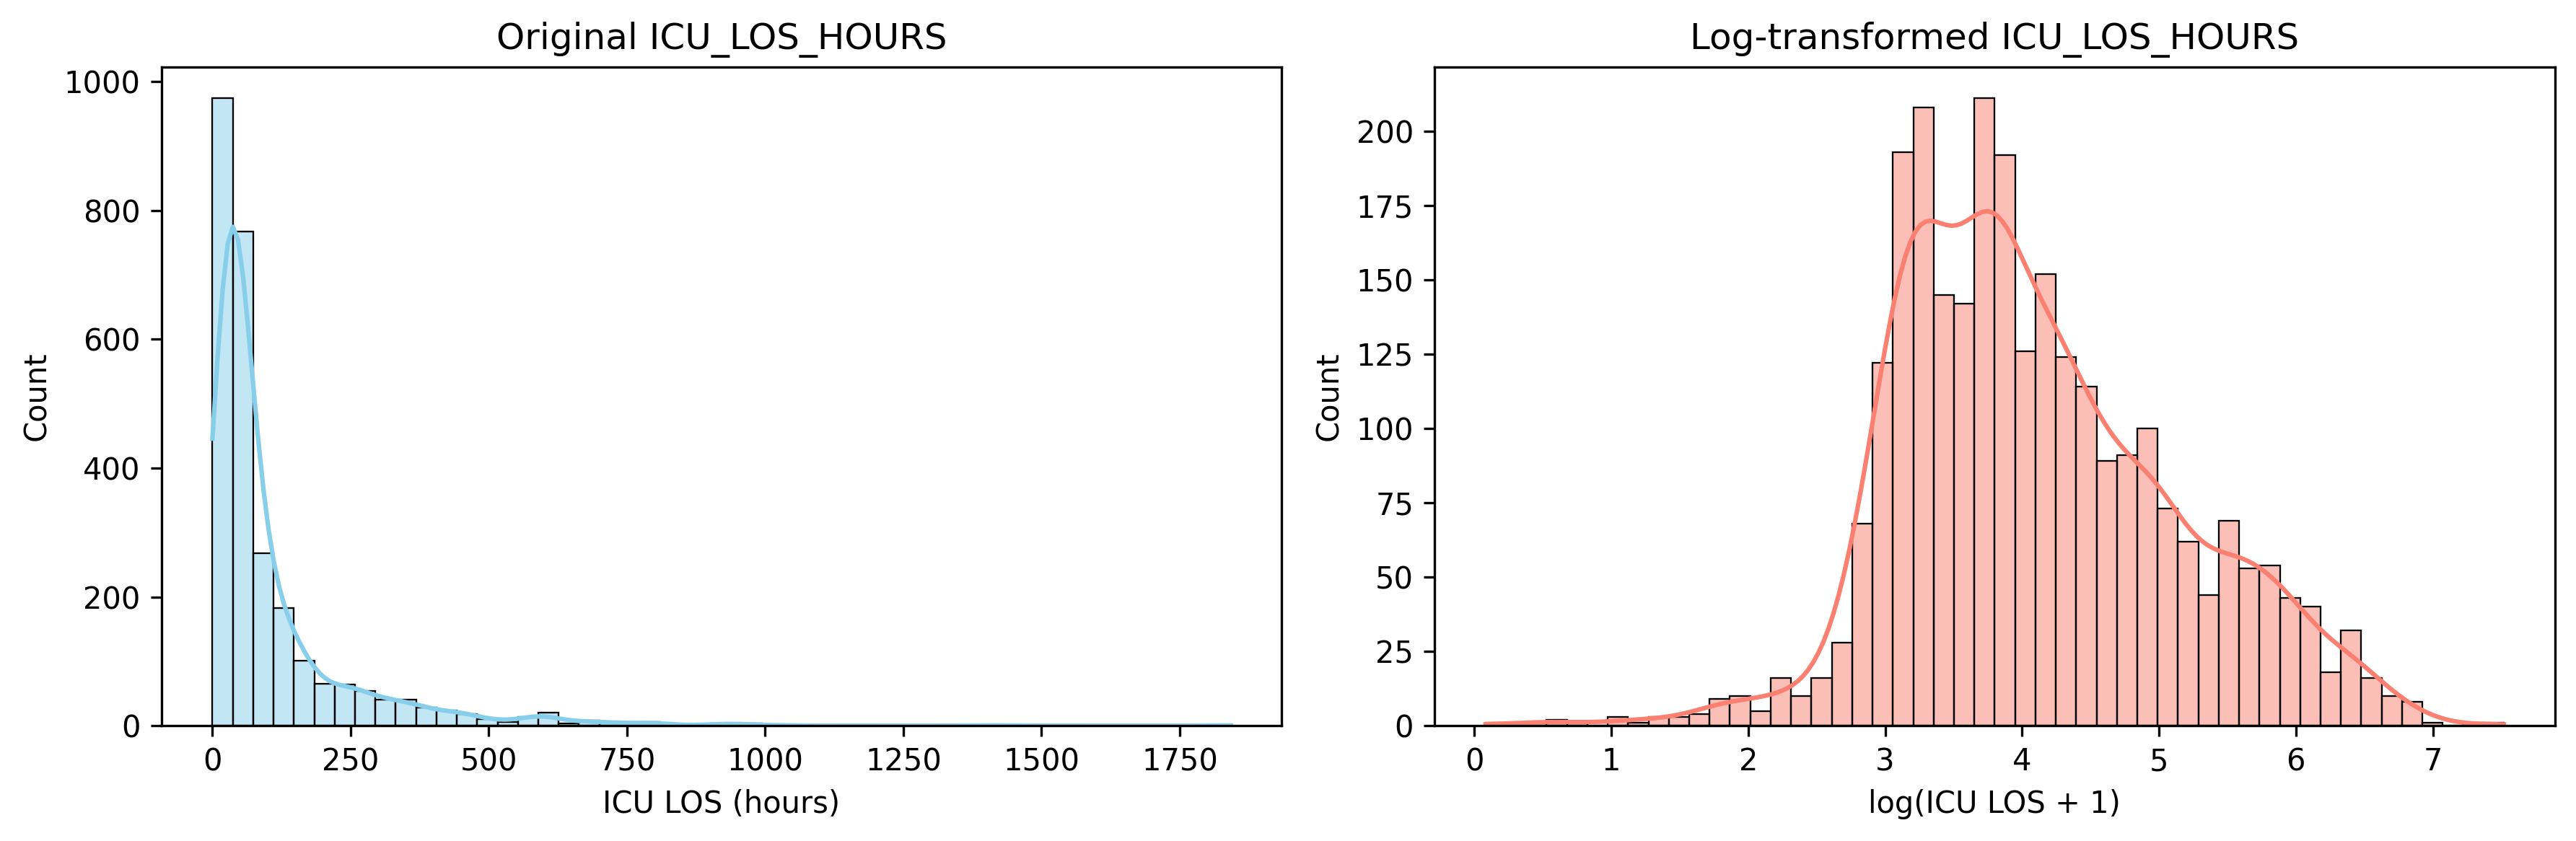 Original ICU_LOS_HOURS
Count
1000
800
600
400
200
0
0 250 500 750 1000 1250 1500 1750
ICU LOS (hours)
Log-transformed ICU_LOS_HOURS
Count
200
175
150
125
100
75
50
25
0
0 1 2 3 4 5 6 7
log(ICU LOS + 1)